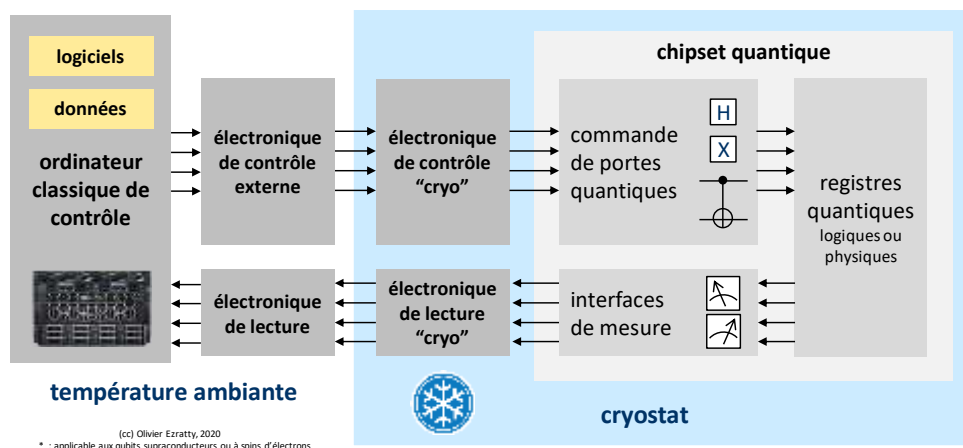 logiciels
données
ordinateur
classique de
contrôle
électronique
de contrôle
externe
électronique
de contrôle
“cryo”
chipset quantique
commande
de portes
quantiques
H
X
registres
quantiques
logiques ou
physiques
électronique
de lecture
électronique
de lecture
“cryo”
interfaces
de mesure
température ambiante
cryostat
(cc) Olivier Ezratty, 2020
* : applicable aux qubits supraconducteurs ou à spins d’électrons